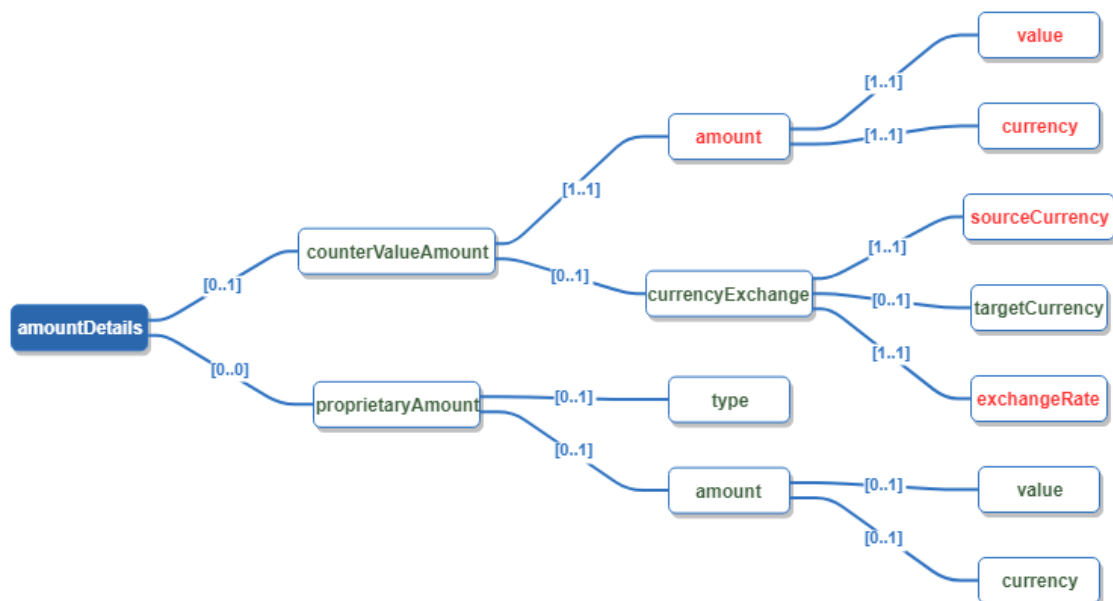 value
[1..1]
amount
[1..1]
currency
[1..1]
sourceCurrency
counterValueAmount
[1..1]
[0..1]
[0..1]
currencyExchange
[0..1]
targetCurrency
amountDetails
[1..1]
[0..0]
exchangeRate
proprietaryAmount
[0..1]
type
[0..1]
amount
[0..1]
value
[0..1]
currency